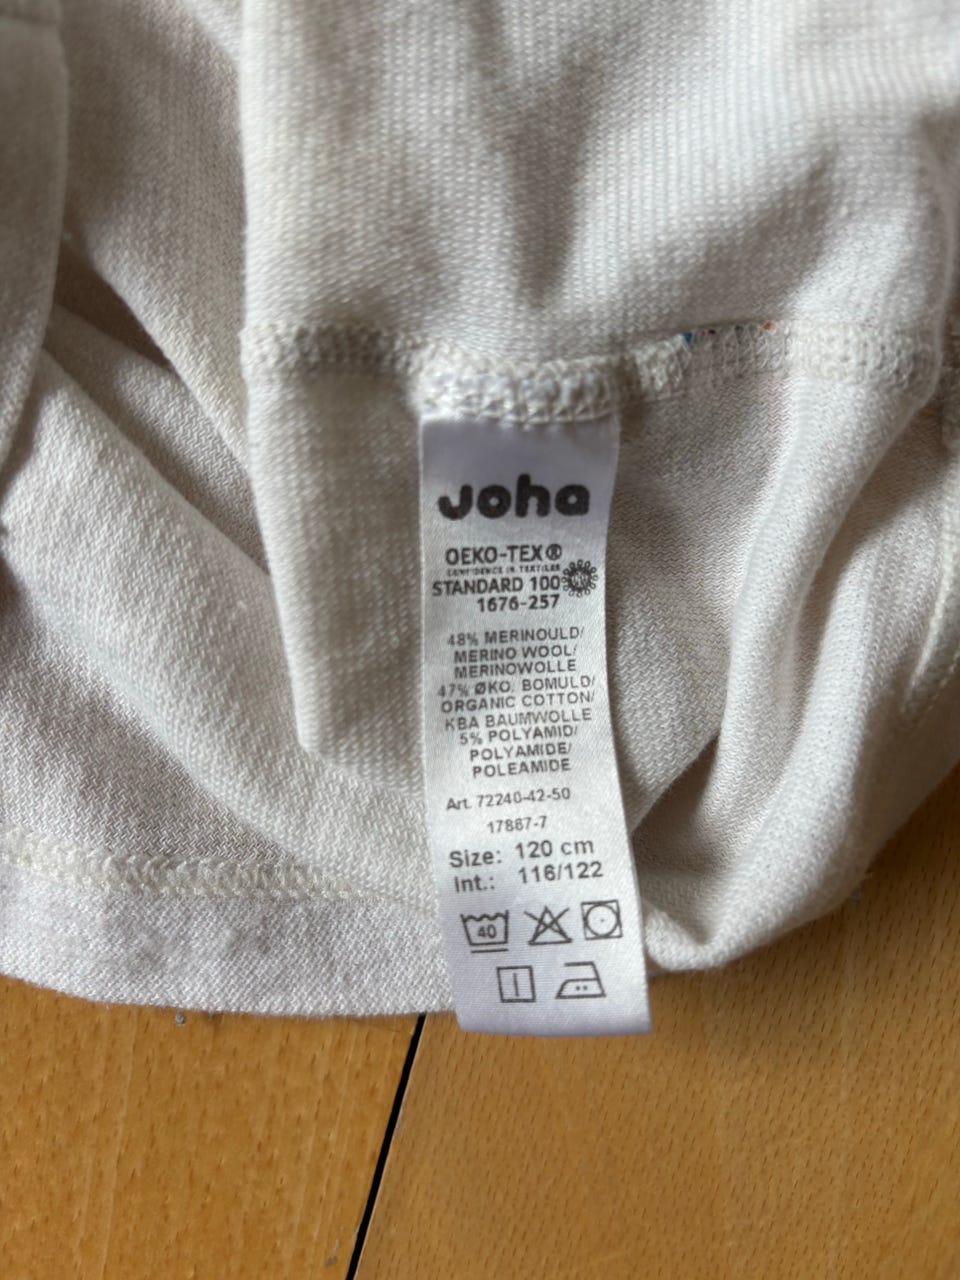 Joha
OEKO-TEX®
CONFIDENCE IN TEXTILES
STANDARD 100
1676-257
48% MERINOULD/
MERINO WOOL/
MERINOWOLLE
47% ØKO. BOMULD/
ORGANIC COTTON/
KBA BAUMWOLLE
5% POLYAMID/
POLYAMIDE/
POLEAMIDE
Art. 72240-42-50
17867-7
Size: 120 cm
Int.: 116/122
40